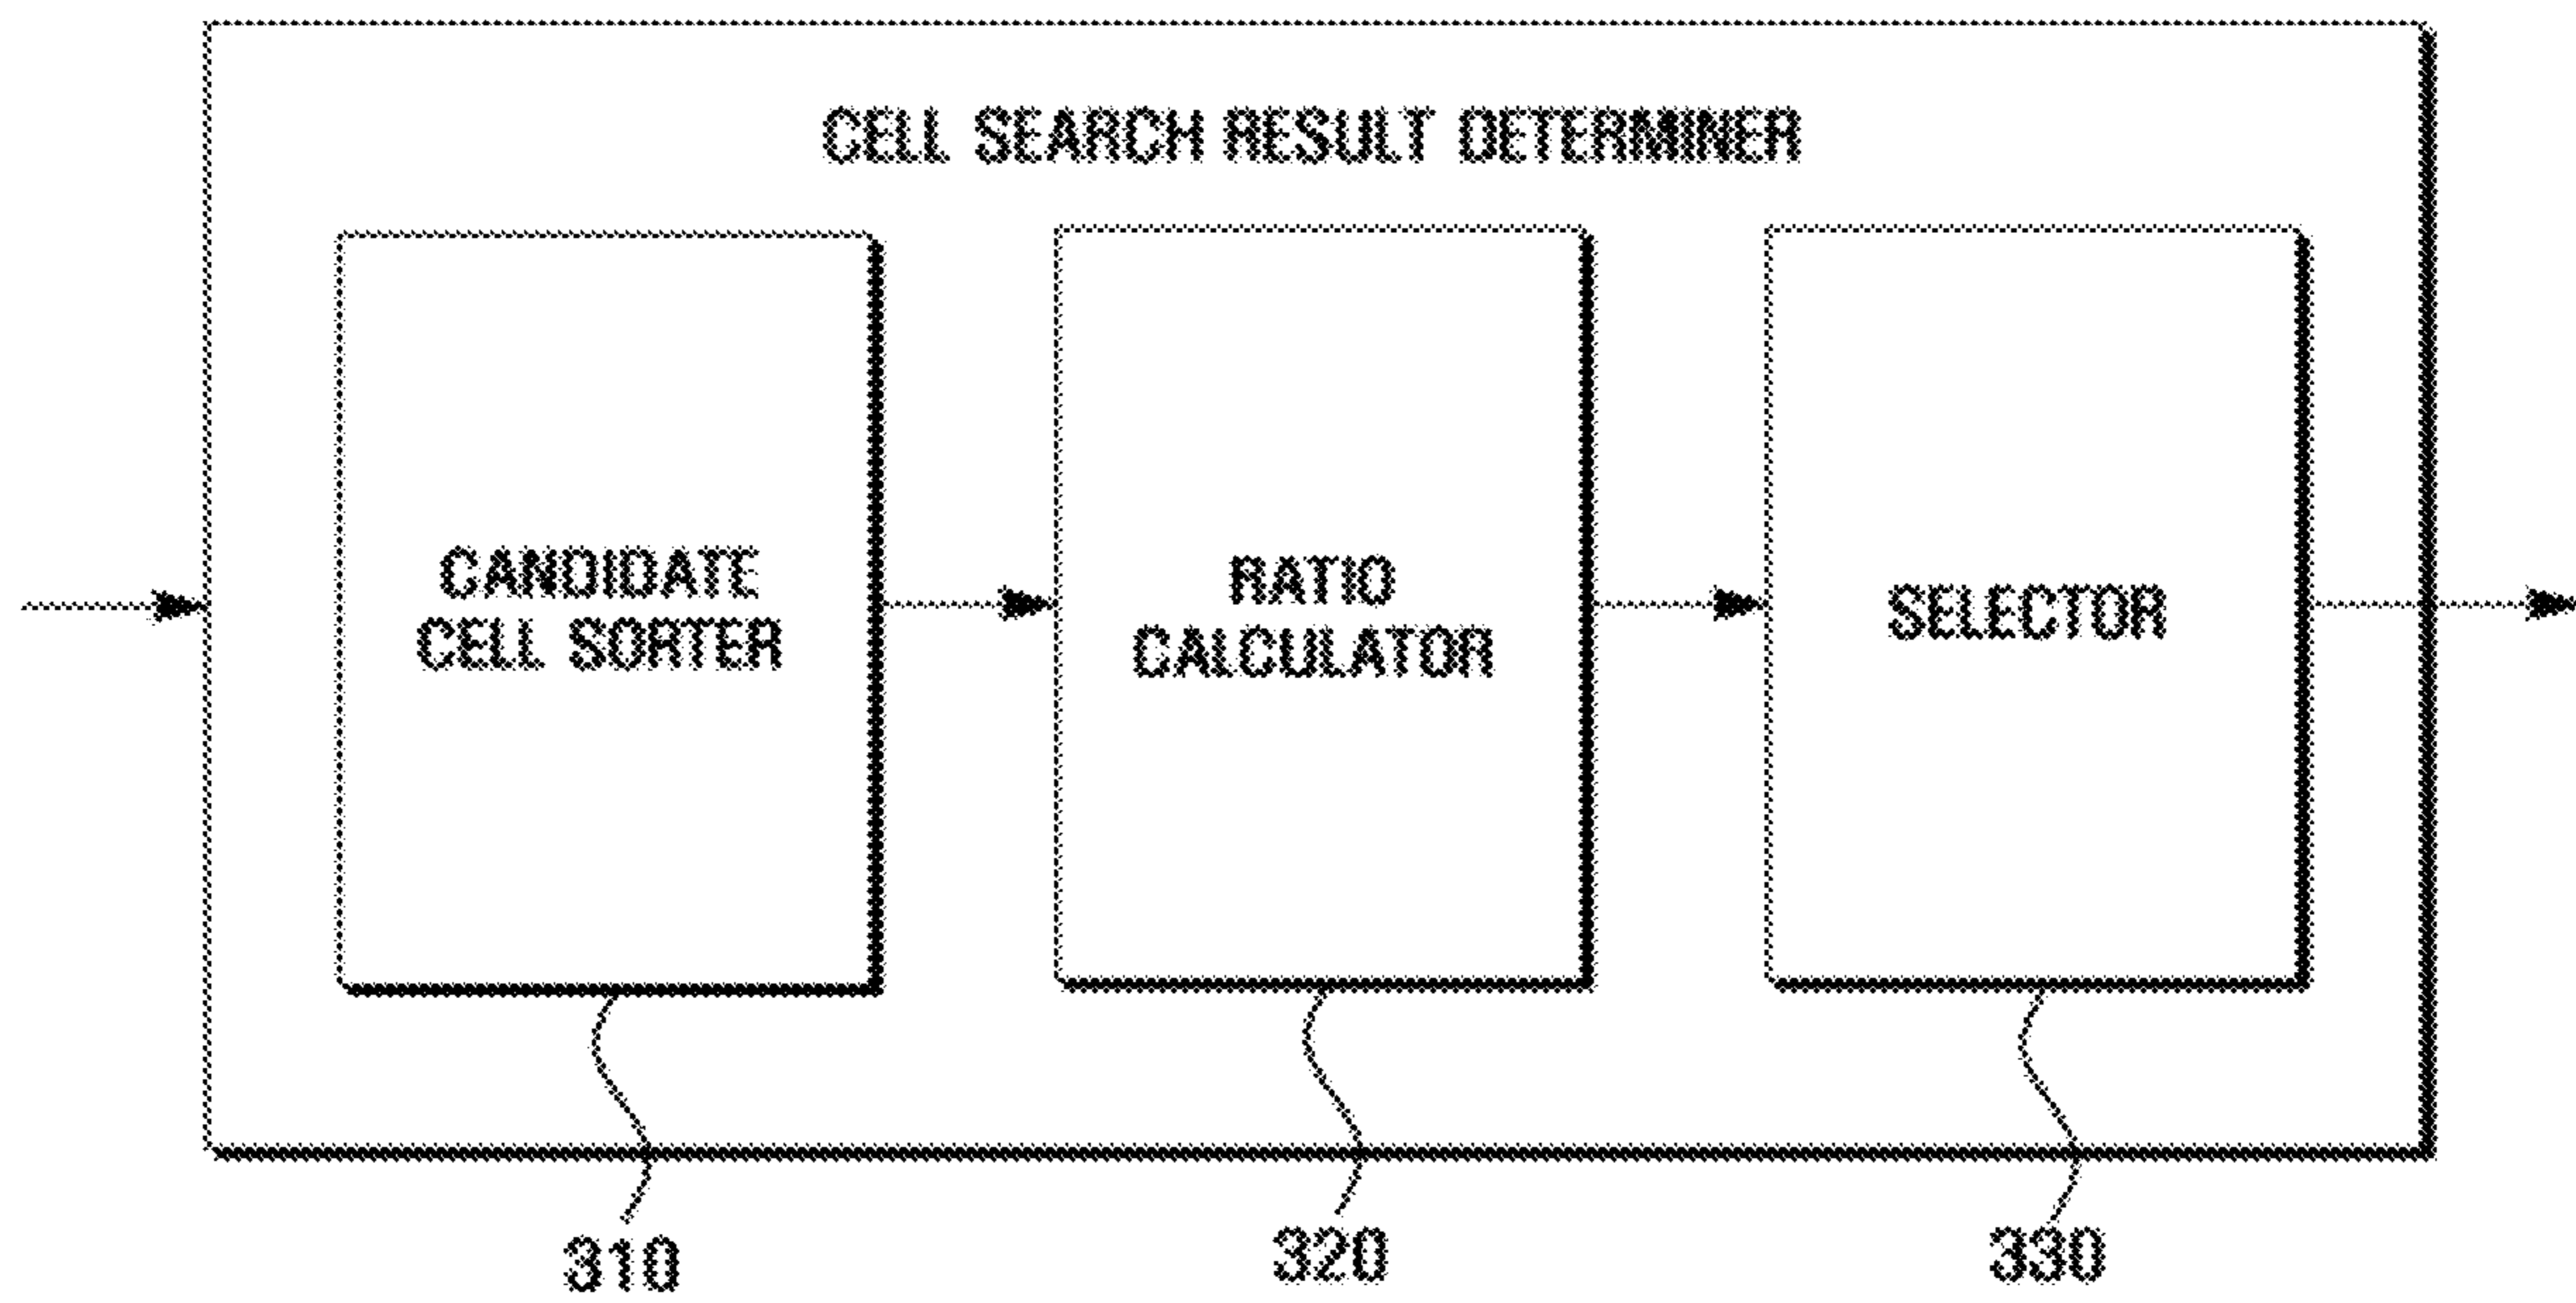 CELL SEARCH RESULT DETERMINER
CANDIDATE
CELL SORTER
RATIO
CALCULATOR
SELECTOR
310
320
330